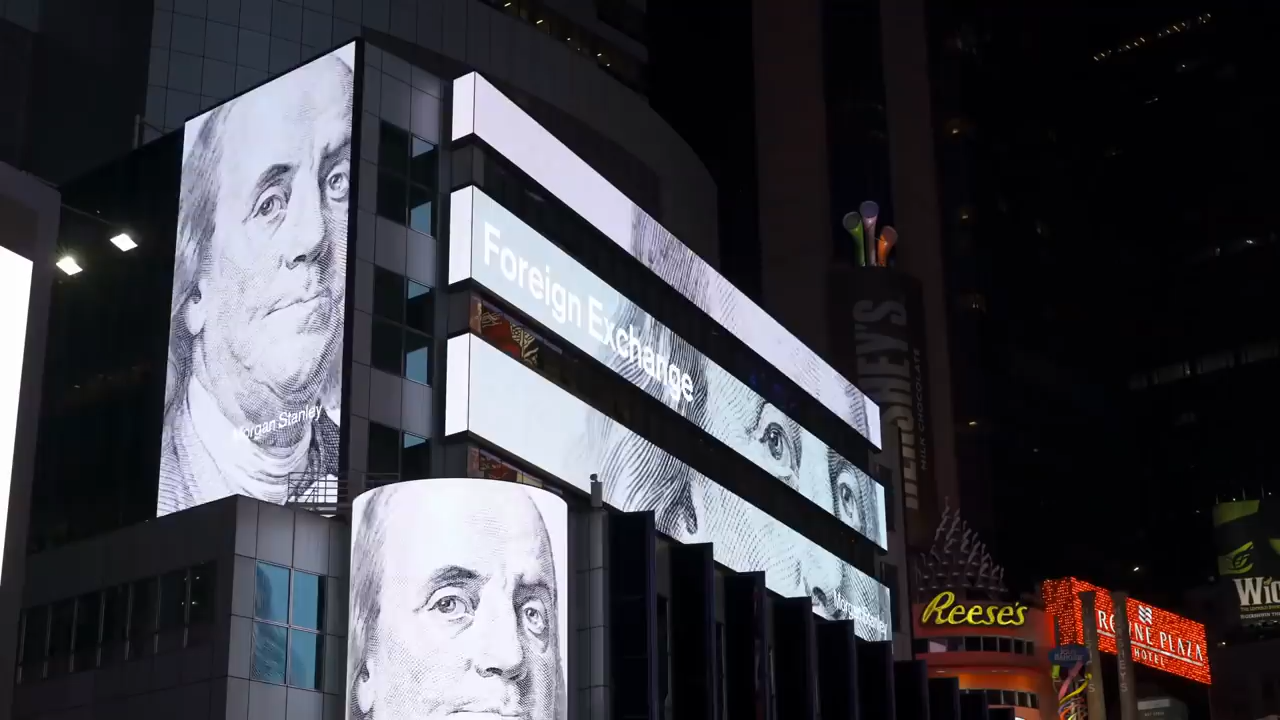 Morgan Stanley
Foreign Exchange
Morgan Stanley
HERSHEY'S
MILK CHOCOLATE
Reese's
PLAZA
HOTEL